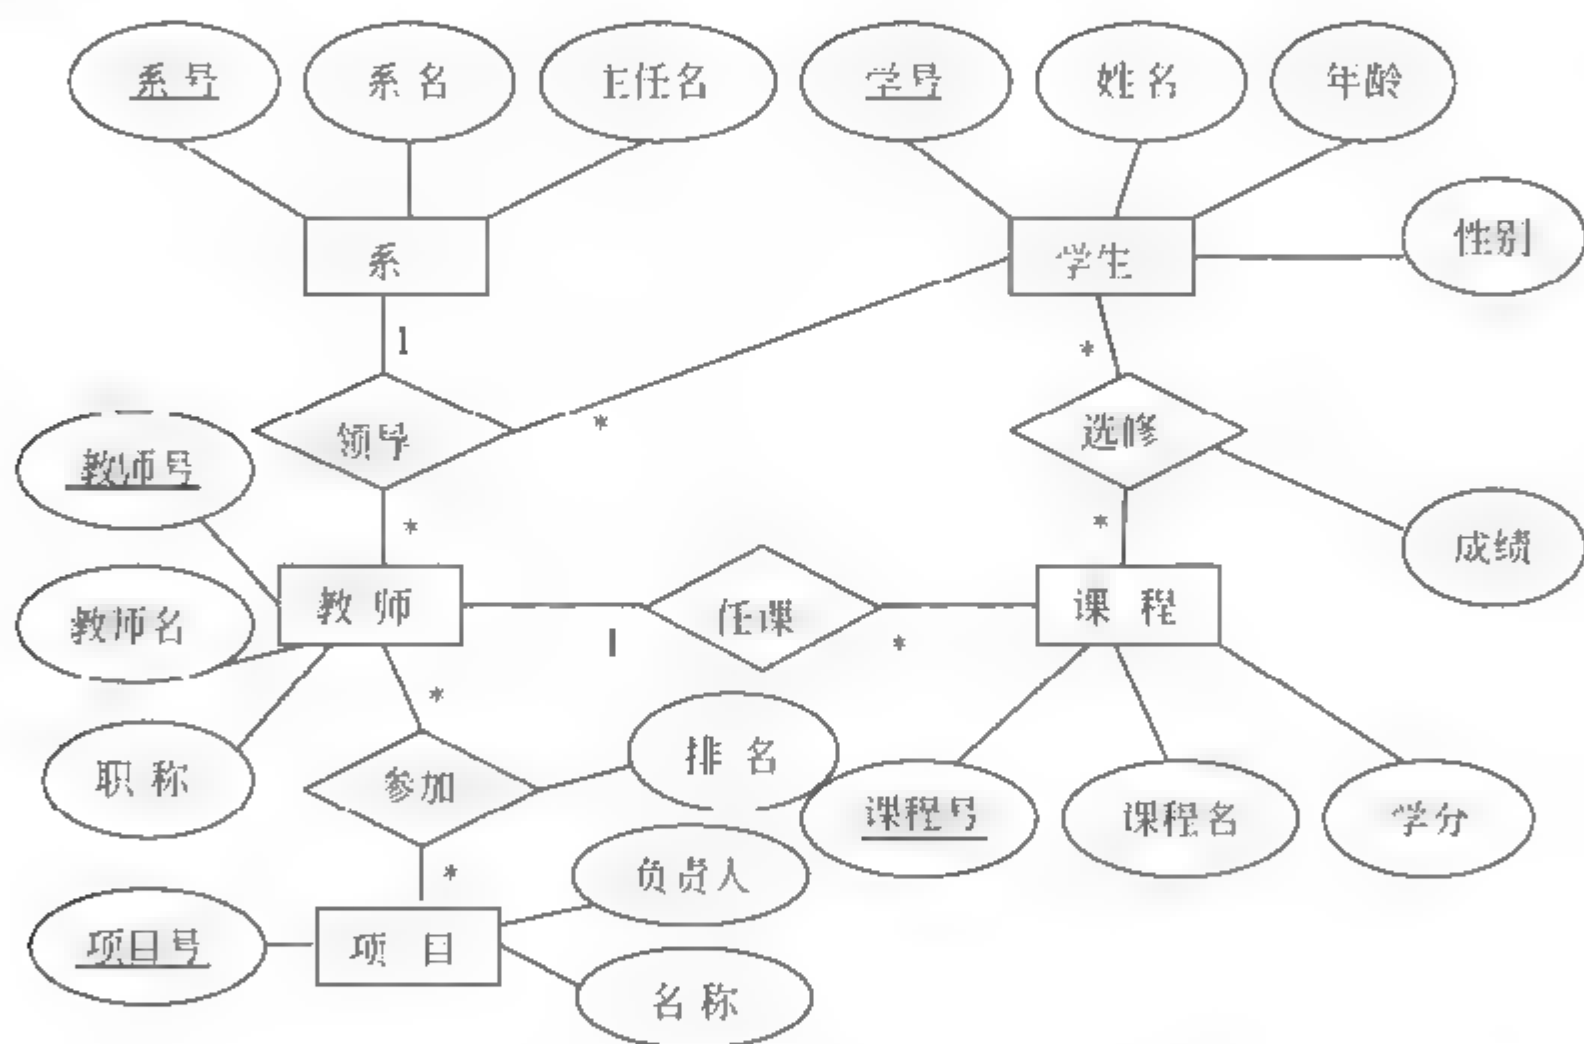 系号 系名 主任名 学号 姓名 年龄
性别
系 学生
1 *
领导 * 选修
教师号
* * 成绩
教师 任课 课程
教师名 1 *
*
排名
职称 参加 课程号 课程名 学分
* 负责人
项目号 项目
名称